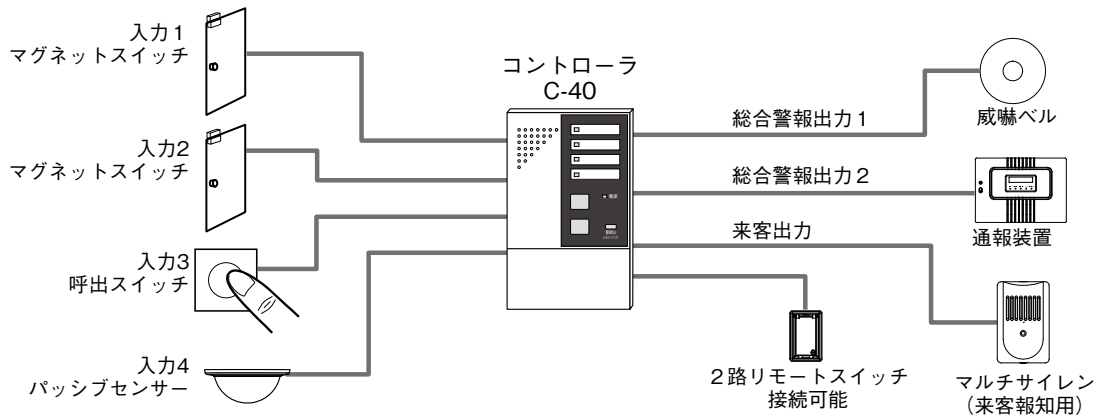 入力1
マグネットスイッチ
入力2
マグネットスイッチ
入力3
呼出スイッチ
入力4
パッシブセンサー
コントローラ
C-40
電源
総合警報出力1
威嚇ベル
総合警報出力2
通報装置
来客出力
2路リモートスイッチ
接続可能
マルチサイレン
（来客報知用）